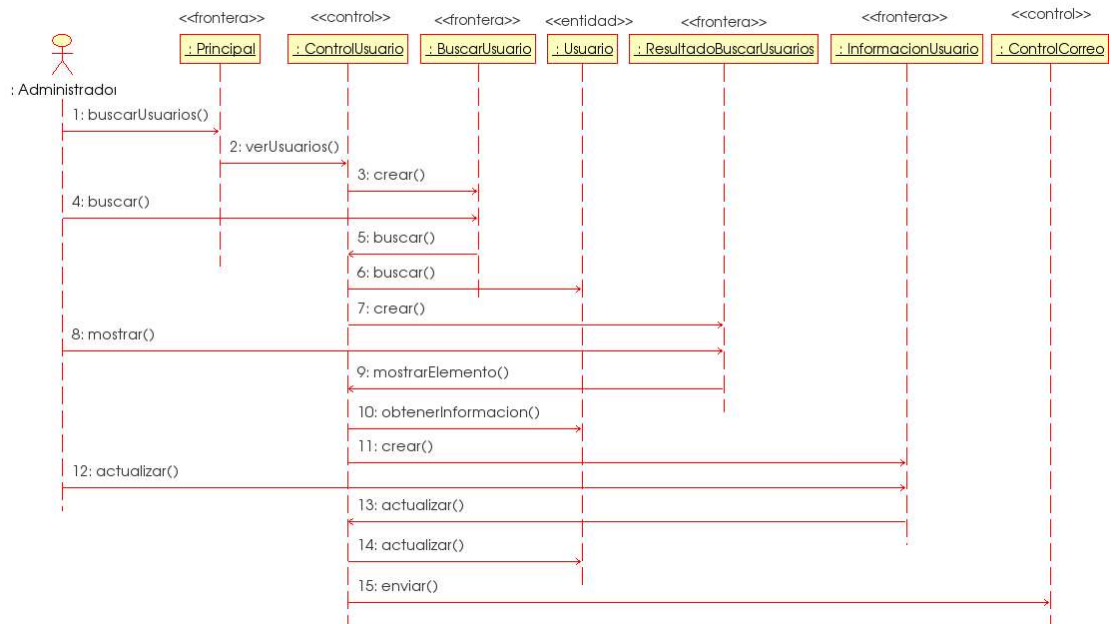 <<frontera>> <<control>> <<frontera>> <<entidad>> <<frontera>> <<frontera>> <<control>>
: Principal : ControlUsuario : BuscarUsuario : Usuario : ResultadoBuscarUsuarios : InformacionUsuario : ControlCorreo
: Administrador
1: buscarUsuarios()
2: verUsuarios()
3: crear()
4: buscar()
5: buscar()
6: buscar()
7: crear()
8: mostrar()
9: mostrarElemento()
10: obtenerInformacion()
11: crear()
12: actualizar()
13: actualizar()
14: actualizar()
15: enviar()